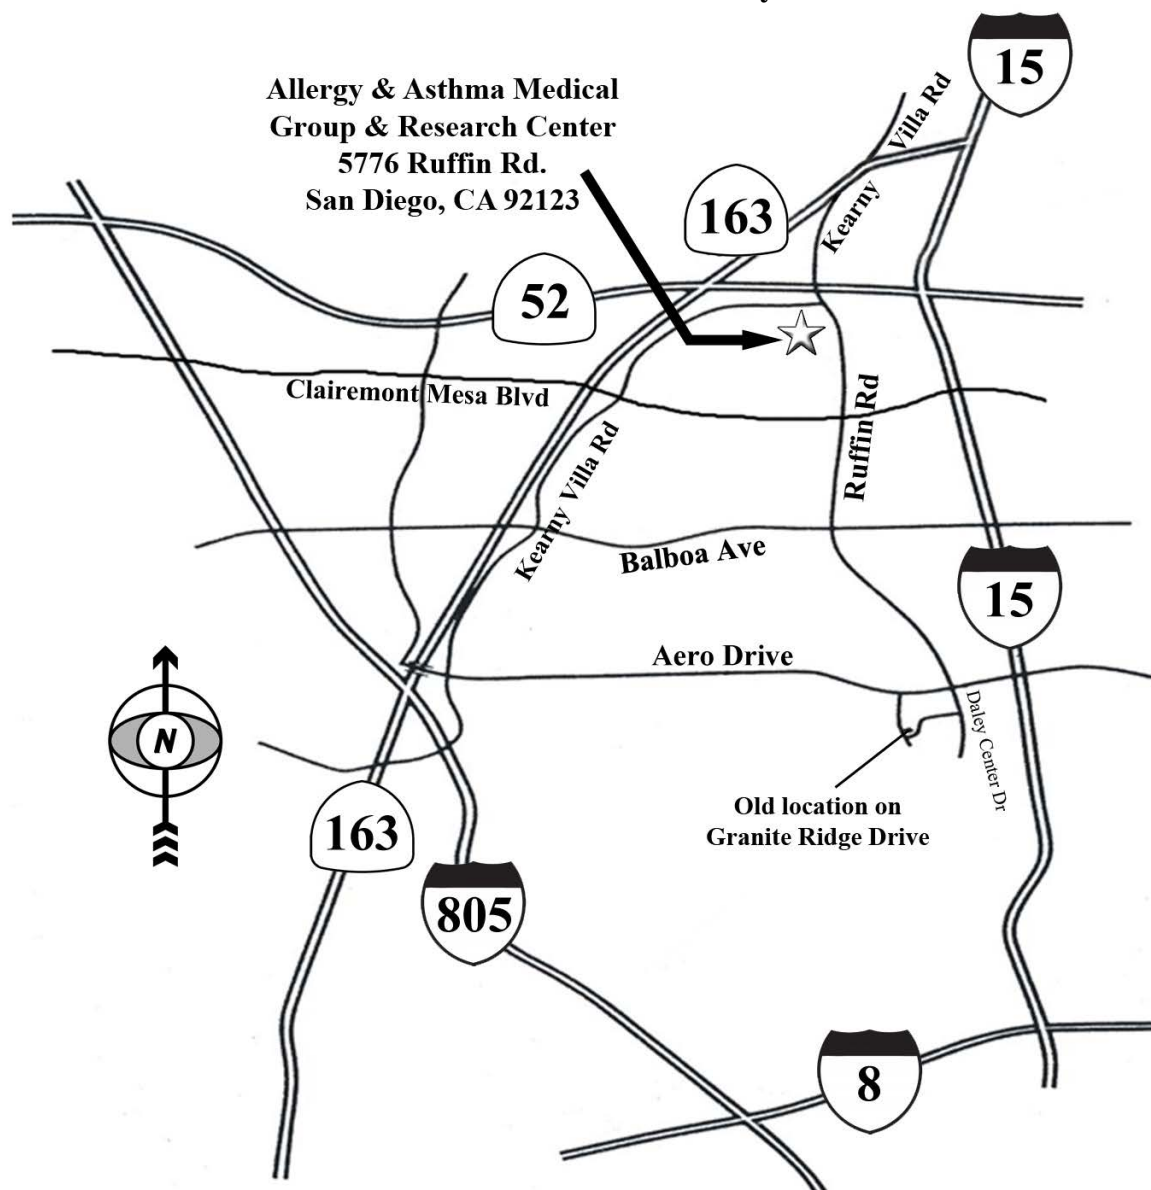 15
Villa Rd
Allergy & Asthma Medical
Group & Research Center
5776 Ruffin Rd.
San Diego, CA 92123
163
Kearny
52
Clairemont Mesa Blvd
Ruffin Rd
Kearny Villa Rd
Balboa Ave
15
Aero Drive
N
Daley Center Dr
Old location on
Granite Ridge Drive
163
805
8